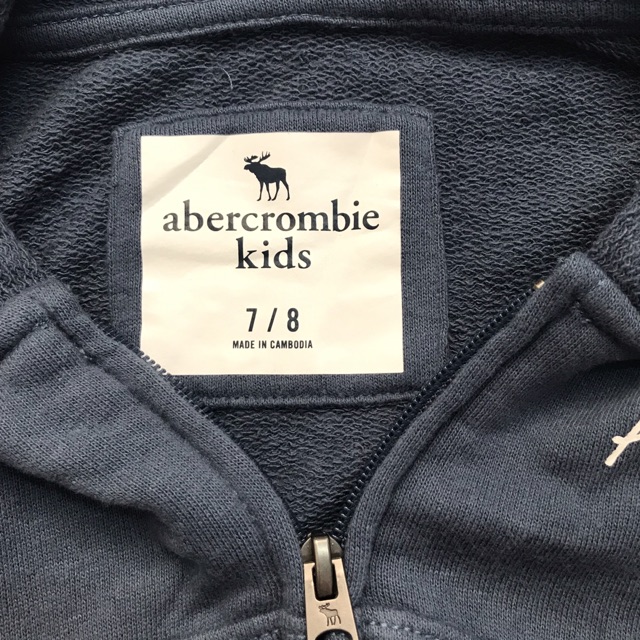 abercrombie
kids
7 / 8
MADE IN CAMBODIA